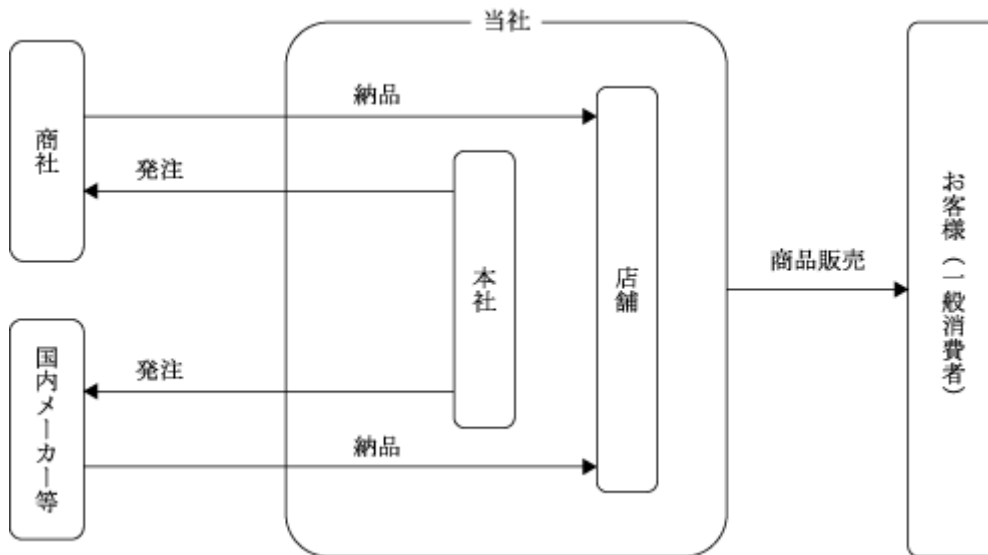 当社
商社
納品
発注
本社
店舗
商品販売
お客様（一般消費者）
国内メーカー等
発注
納品